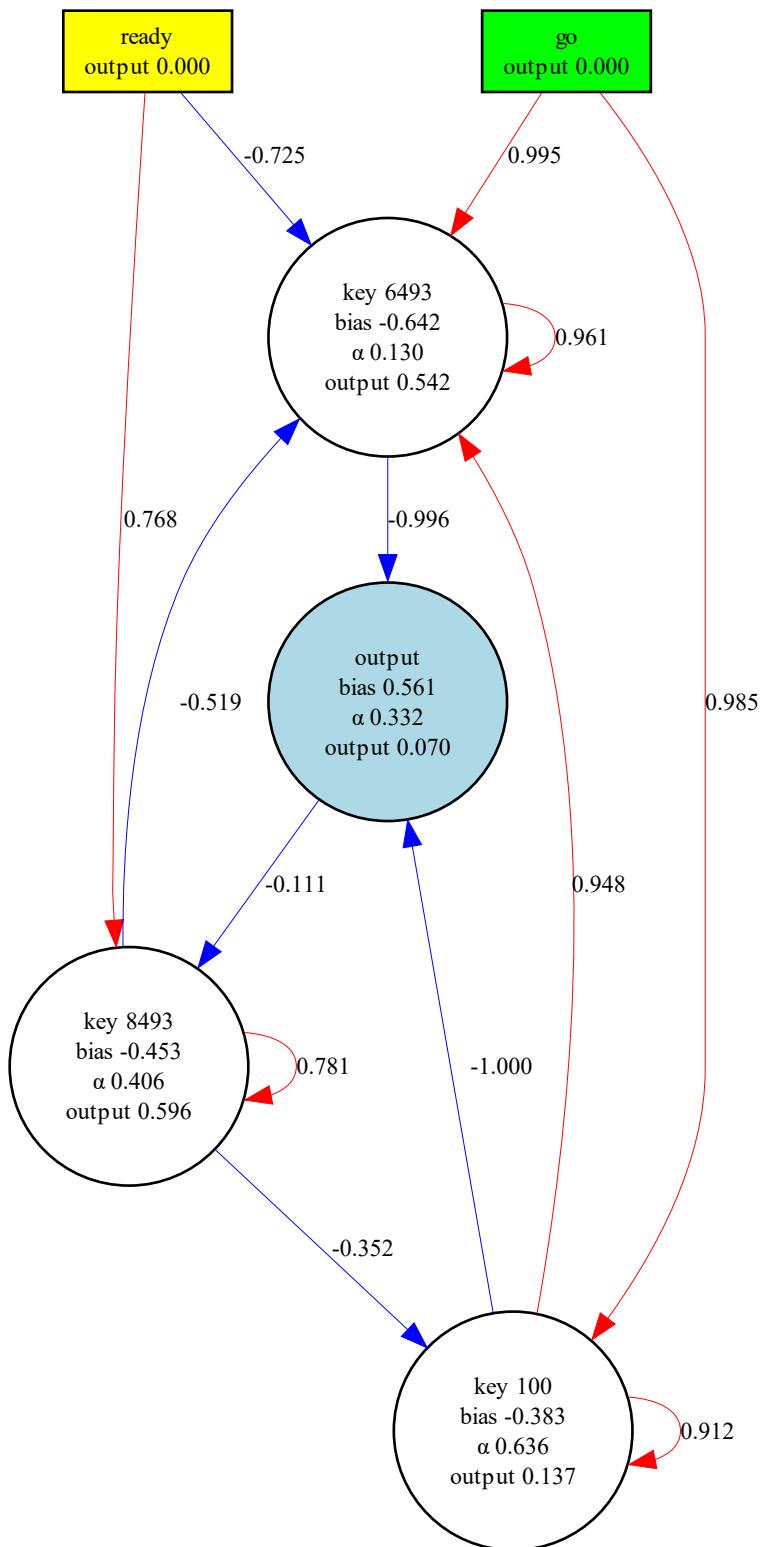 ready
output 0.000
go
output 0.000
-0.725
0.995
key 6493
bias -0.642
α 0.130
output 0.542
0.961
0.768
-0.996
output
bias 0.561
α 0.332
output 0.070
-0.519
0.985
-0.111
0.948
key 8493
bias -0.453
α 0.406
output 0.596
0.781
-1.000
-0.352
key 100
bias -0.383
α 0.636
output 0.137
0.912